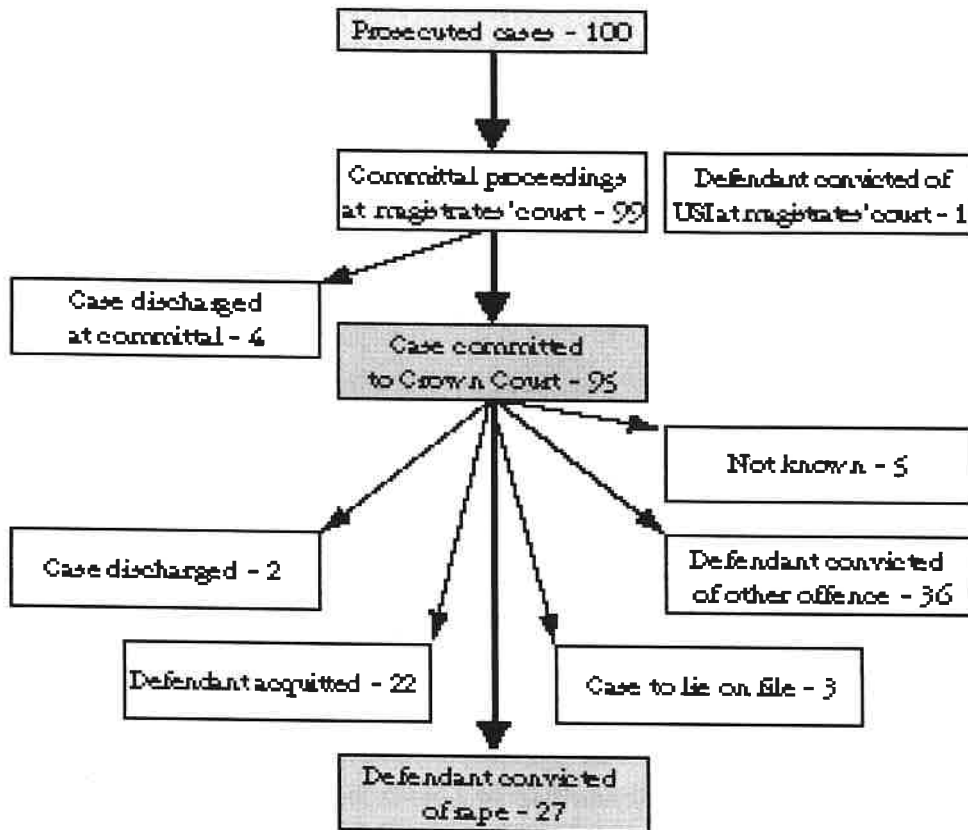 Prosecuted cases - 100
Committal proceedings
at magistrates' court - 99
Defendant convicted of
USI at magistrates' court - 1
Case discharged
at committal - 4
Case committed
to Crown Court - 95
Not known - 5
Case discharged - 2
Defendant convicted
of other offence - 36
Defendant acquitted - 22
Case to lie on file - 3
Defendant convicted
of rape - 27